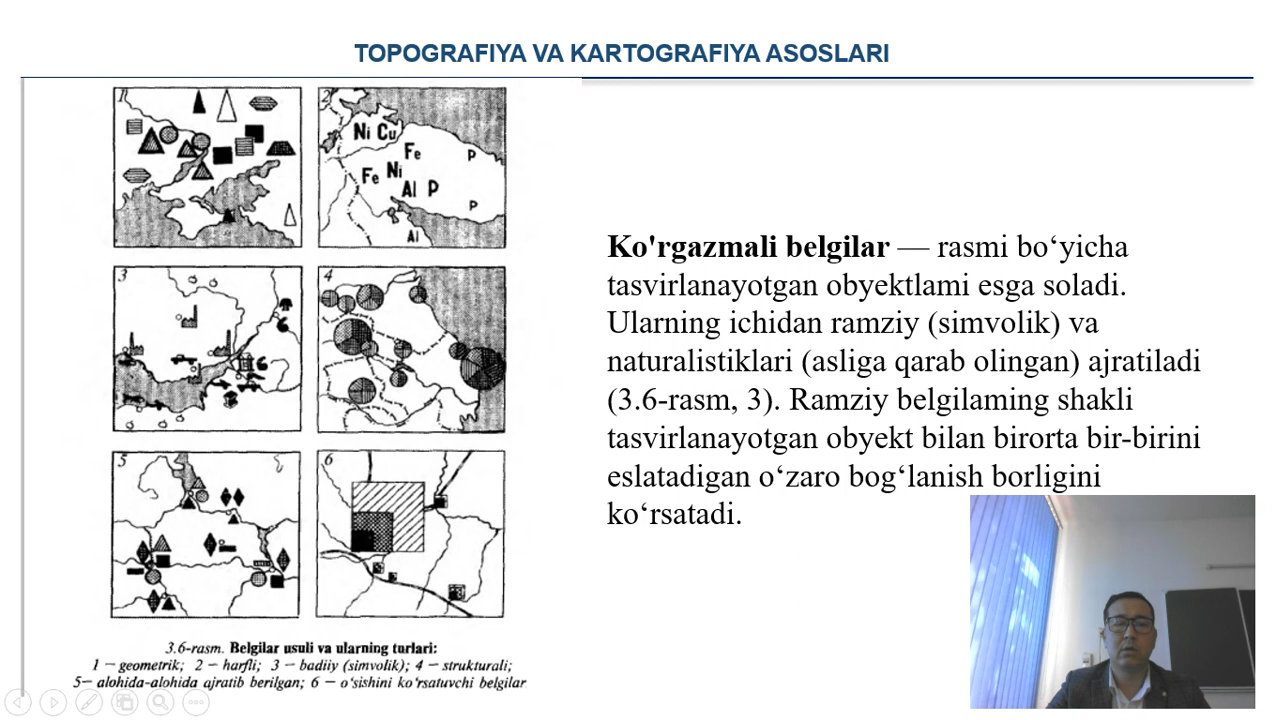 TOPOGRAFIYA VA KARTOGRAFIYA ASOSLARI
1
2
Ni Cu
Fe
P
Fe Ni
Al P
P
Al
3
4
5
6
3.6-rasm. Belgilar usuli va ularning turlari:
1 — geometrik; 2 — harfli; 3 — badiiy (simvolik); 4 — strukturali;
5— alohida-alohida ajratib berilgan; 6 — o'sishini ko'rsatuvchi belgilar
Ko'rgazmali belgilar — rasmi bo‘yicha
tasvirlanayotgan obyektlami esga soladi.
Ularning ichidan ramziy (simvolik) va
naturalistiklari (asliga qarab olingan) ajratiladi
(3.6-rasm, 3). Ramziy belgilaming shakli
tasvirlanayotgan obyekt bilan birorta bir-birini
eslatadigan o‘zaro bog‘lanish borligini
ko‘rsatadi.